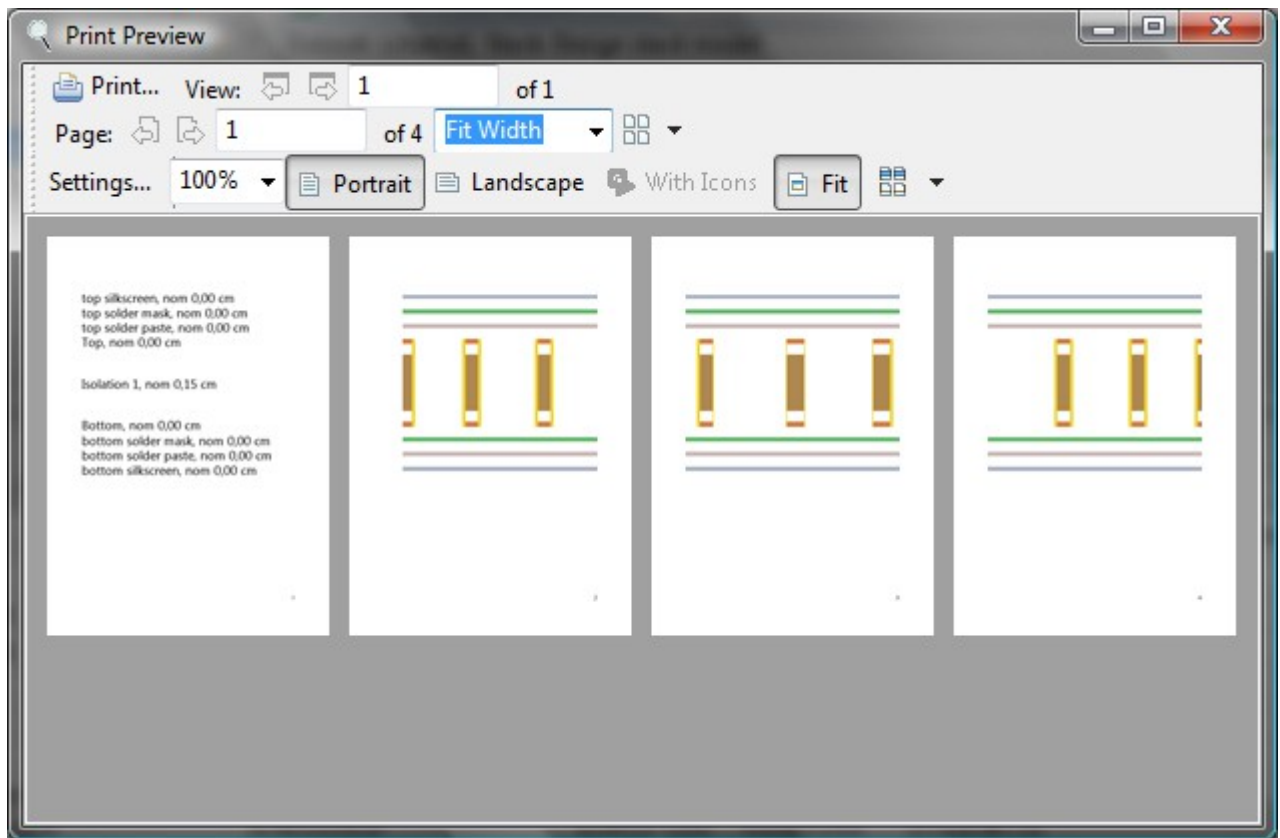 Print Preview
Print... View: 1 of 1
Page: 1 of 4 Fit Width
Settings... 100% Portrait Landscape With Icons Fit
top silkscreen, nom 0,00 cm
top solder mask, nom 0,00 cm
top solder paste, nom 0,00 cm
Top, nom 0,00 cm
Isolation 1, nom 0,15 cm
Bottom, nom 0,00 cm
bottom solder mask, nom 0,00 cm
bottom solder paste, nom 0,00 cm
bottom silkscreen, nom 0,00 cm